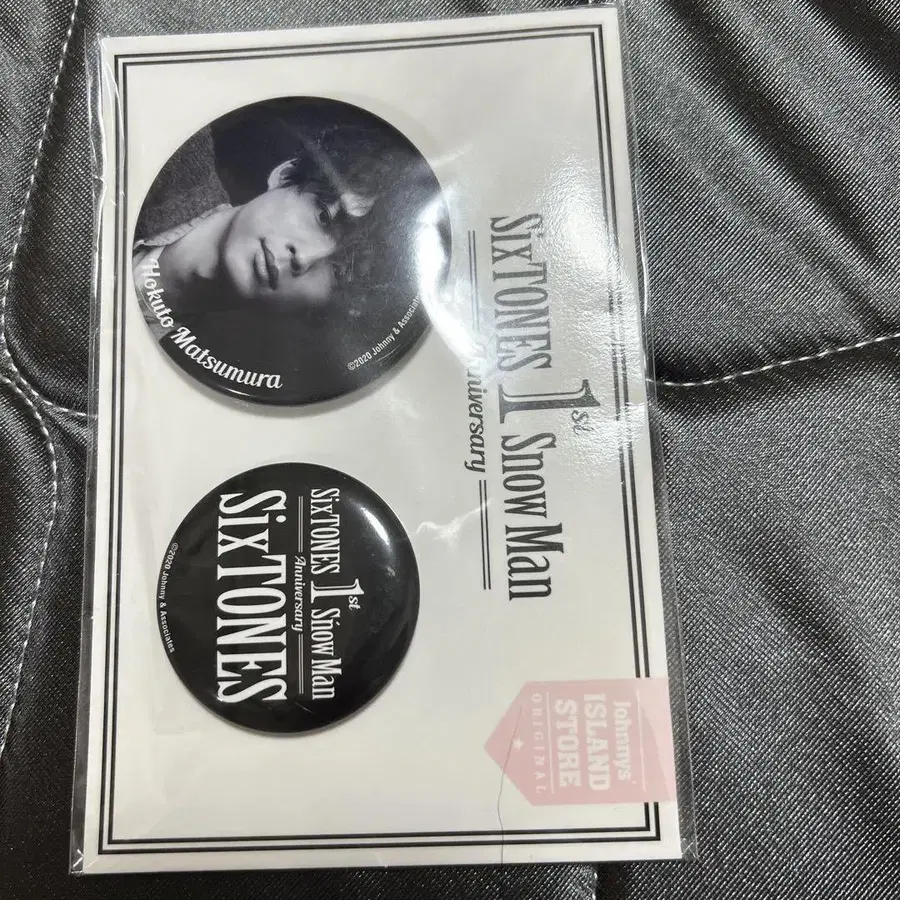 Hokuto Matsumura
©2020 Johnny & Associates
SixTONES 1st Snow Man
Anniversary
SixTONES 1st Snow Man
Anniversary
SixTONES
©2020 Johnny & Associates
Johnnys'
ISLAND
STORE
ORIGINAL